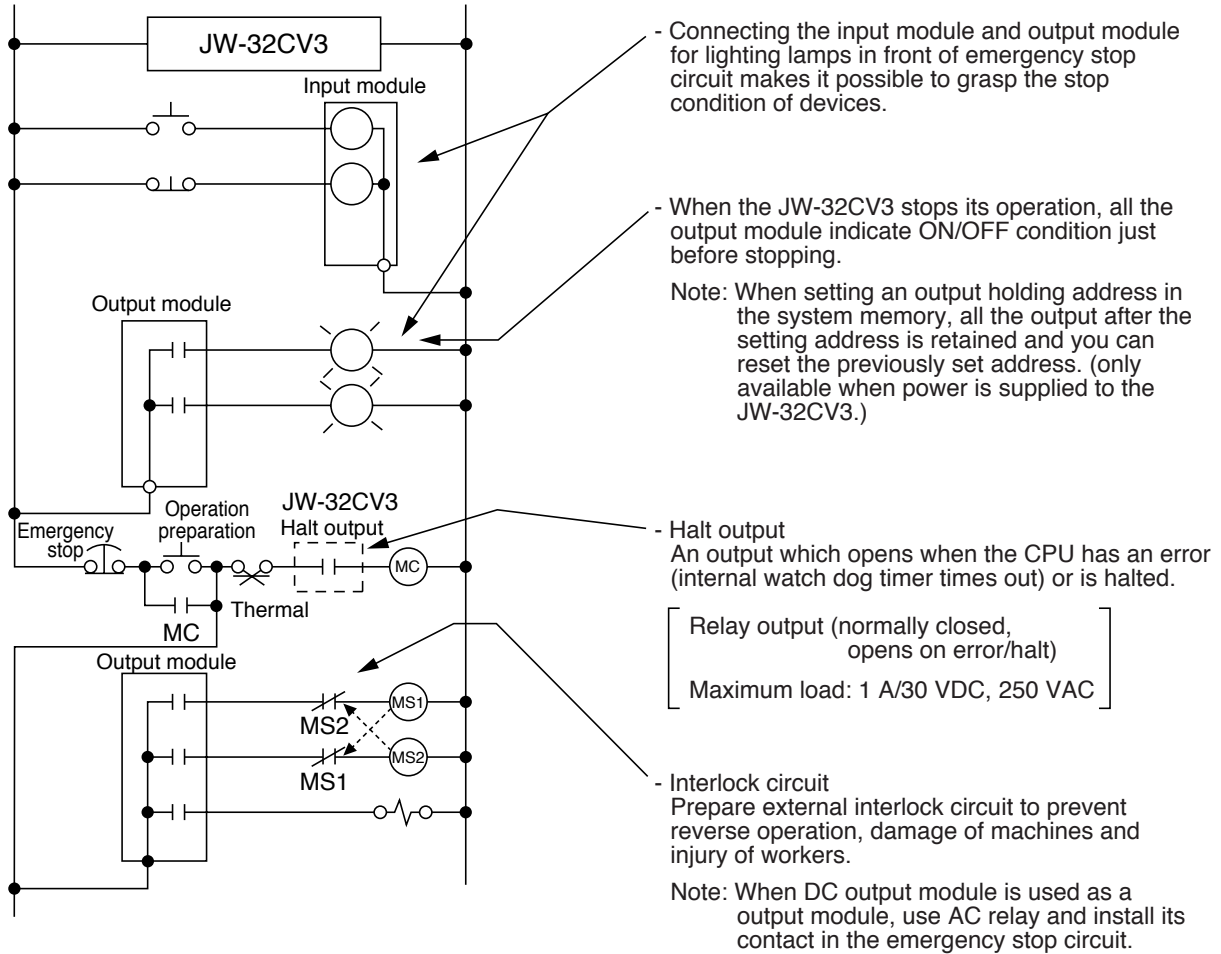 JW-32CV3
Input module
Output module
Emergency
stop
Operation
preparation
JW-32CV3
Halt output
MC
Thermal
MC
Output module
MS2
MS1
MS1
MS2
- Connecting the input module and output module
for lighting lamps in front of emergency stop
circuit makes it possible to grasp the stop
condition of devices.
- When the JW-32CV3 stops its operation, all the
output module indicate ON/OFF condition just
before stopping.
Note: When setting an output holding address in
the system memory, all the output after the
setting address is retained and you can
reset the previously set address. (only
available when power is supplied to the
JW-32CV3.)
- Halt output
An output which opens when the CPU has an error
(internal watch dog timer times out) or is halted.
Relay output (normally closed,
opens on error/halt)
Maximum load: 1 A/30 VDC, 250 VAC
- Interlock circuit
Prepare external interlock circuit to prevent
reverse operation, damage of machines and
injury of workers.
Note: When DC output module is used as a
output module, use AC relay and install its
contact in the emergency stop circuit.